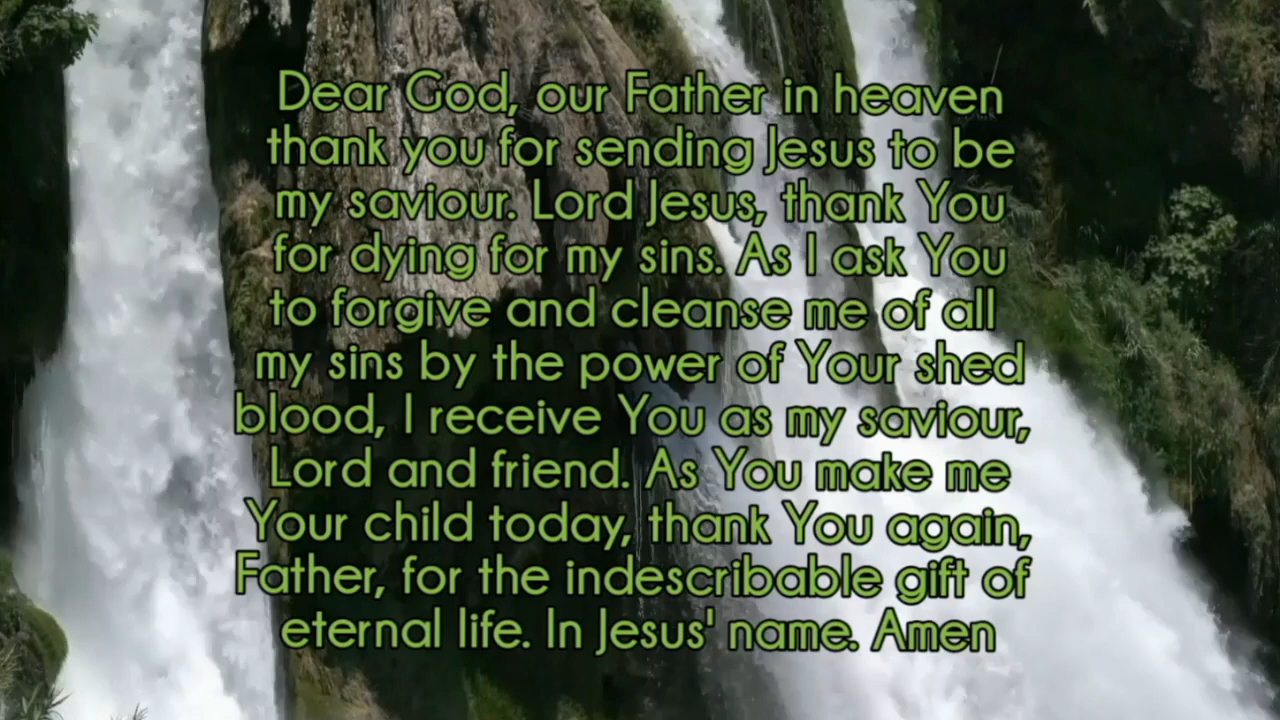 Dear God, our Father in heaven
thank you for sending Jesus to be
my saviour. Lord Jesus, thank You
for dying for my sins. As I ask You
to forgive and cleanse me of all
my sins by the power of Your shed
blood, I receive You as my saviour,
Lord and friend. As You make me
Your child today, thank You again,
Father, for the indescribable gift of
eternal life. In Jesus' name. Amen